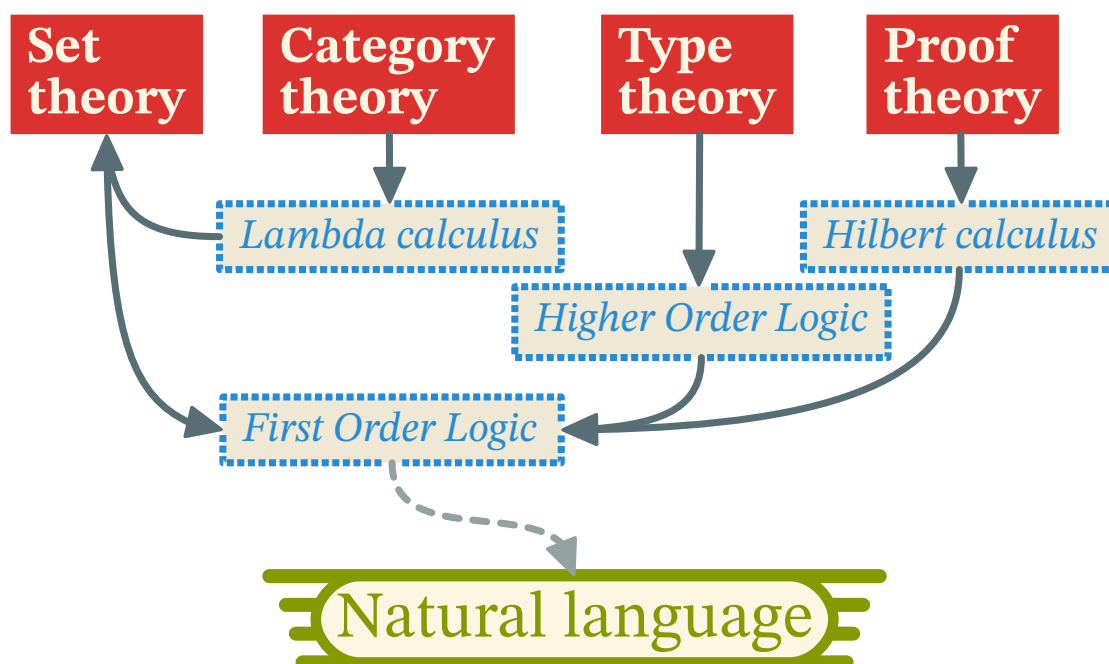 Set
theory
Category
theory
Type
theory
Proof
theory
Lambda calculus
Hilbert calculus
Higher Order Logic
First Order Logic
Natural language